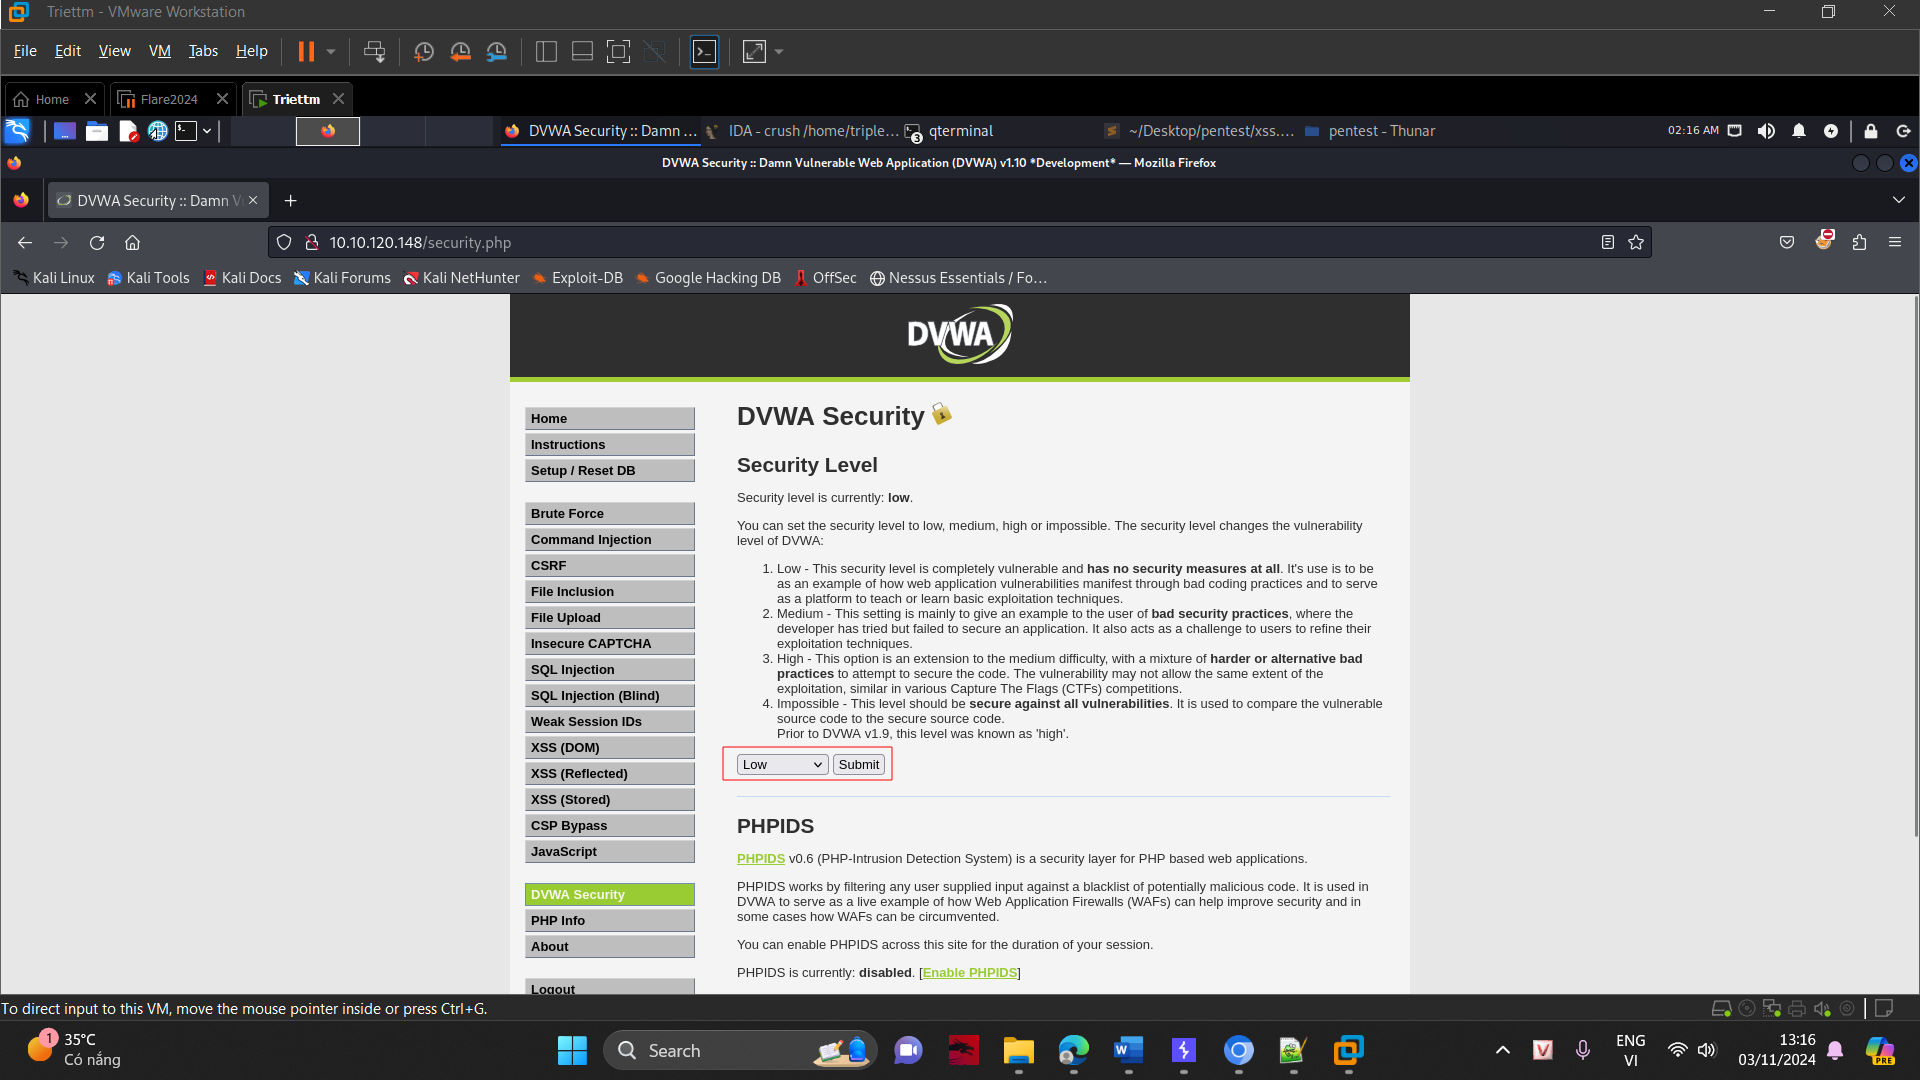 Triettm - VMware Workstation
File Edit View VM Tabs Help
Home Flare2024 Triettm
DVWA Security :: Damn ... IDA - crush /home/triple... 3 qterminal ~/Desktop/pentest/xss.... pentest - Thunar 02:16 AM
DVWA Security :: Damn Vulnerable Web Application (DVWA) v1.10 *Development* — Mozilla Firefox
DVWA Security :: Damn V
10.10.120.148/security.php
Kali Linux Kali Tools Kali Docs Kali Forums Kali NetHunter Exploit-DB Google Hacking DB OffSec Nessus Essentials / Fo...
DVWA
Home
Instructions
Setup / Reset DB
Brute Force
Command Injection
CSRF
File Inclusion
File Upload
Insecure CAPTCHA
SQL Injection
SQL Injection (Blind)
Weak Session IDs
XSS (DOM)
XSS (Reflected)
XSS (Stored)
CSP Bypass
JavaScript
DVWA Security
PHP Info
About
Logout
DVWA Security
Security Level
Security level is currently: low.
You can set the security level to low, medium, high or impossible. The security level changes the vulnerability
level of DVWA:
1. Low - This security level is completely vulnerable and has no security measures at all. It's use is to be
as an example of how web application vulnerabilities manifest through bad coding practices and to serve
as a platform to teach or learn basic exploitation techniques.
2. Medium - This setting is mainly to give an example to the user of bad security practices, where the
developer has tried but failed to secure an application. It also acts as a challenge to users to refine their
exploitation techniques.
3. High - This option is an extension to the medium difficulty, with a mixture of harder or alternative bad
practices to attempt to secure the code. The vulnerability may not allow the same extent of the
exploitation, similar in various Capture The Flags (CTFs) competitions.
4. Impossible - This level should be secure against all vulnerabilities. It is used to compare the vulnerable
source code to the secure source code.
Prior to DVWA v1.9, this level was known as 'high'.
Low Submit
PHPIDS
PHPIDS v0.6 (PHP-Intrusion Detection System) is a security layer for PHP based web applications.
PHPIDS works by filtering any user supplied input against a blacklist of potentially malicious code. It is used in
DVWA to serve as a live example of how Web Application Firewalls (WAFs) can help improve security and in
some cases how WAFs can be circumvented.
You can enable PHPIDS across this site for the duration of your session.
PHPIDS is currently: disabled. [Enable PHPIDS]
To direct input to this VM, move the mouse pointer inside or press Ctrl+G.
1 35°C
Có nắng
Search
ENG
VI
13:16
03/11/2024
PRE